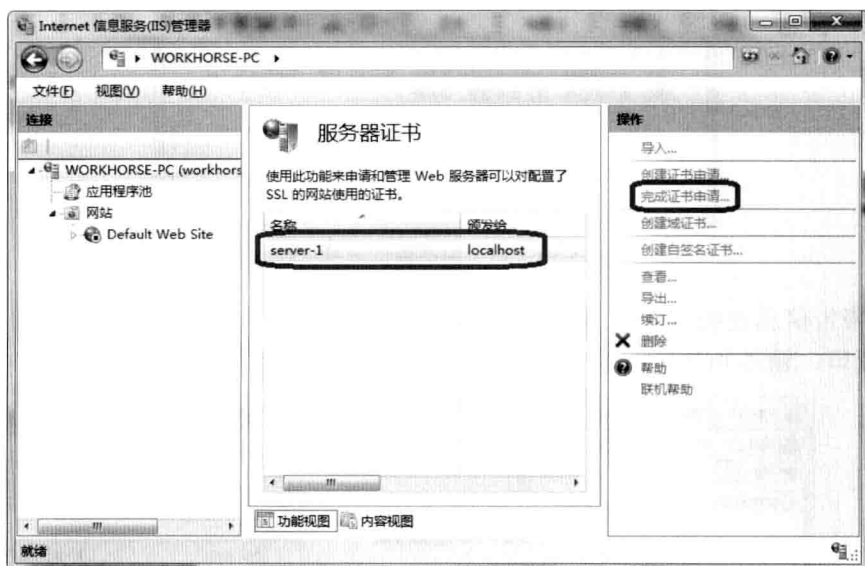 Internet 信息服务(IIS)管理器
WORKHORSE-PC
文件(F) 视图(V) 帮助(H)
连接
WORKHORSE-PC (workhors
应用程序池
网站
Default Web Site
服务器证书
使用此功能来申请和管理 Web 服务器可以对配置了
SSL 的网站使用的证书。
名称 颁发给
server-1 localhost
功能视图 内容视图
操作
导入...
创建证书申请...
完成证书申请...
创建域证书...
创建自签名证书...
查看...
导出...
续订...
删除
帮助
联机帮助
就绪